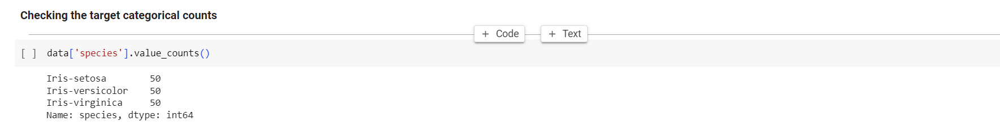 Checking the target categorical counts
+ Code + Text
[ ] data['species'].value_counts()
Iris-setosa        50
Iris-versicolor    50
Iris-virginica     50
Name: species, dtype: int64